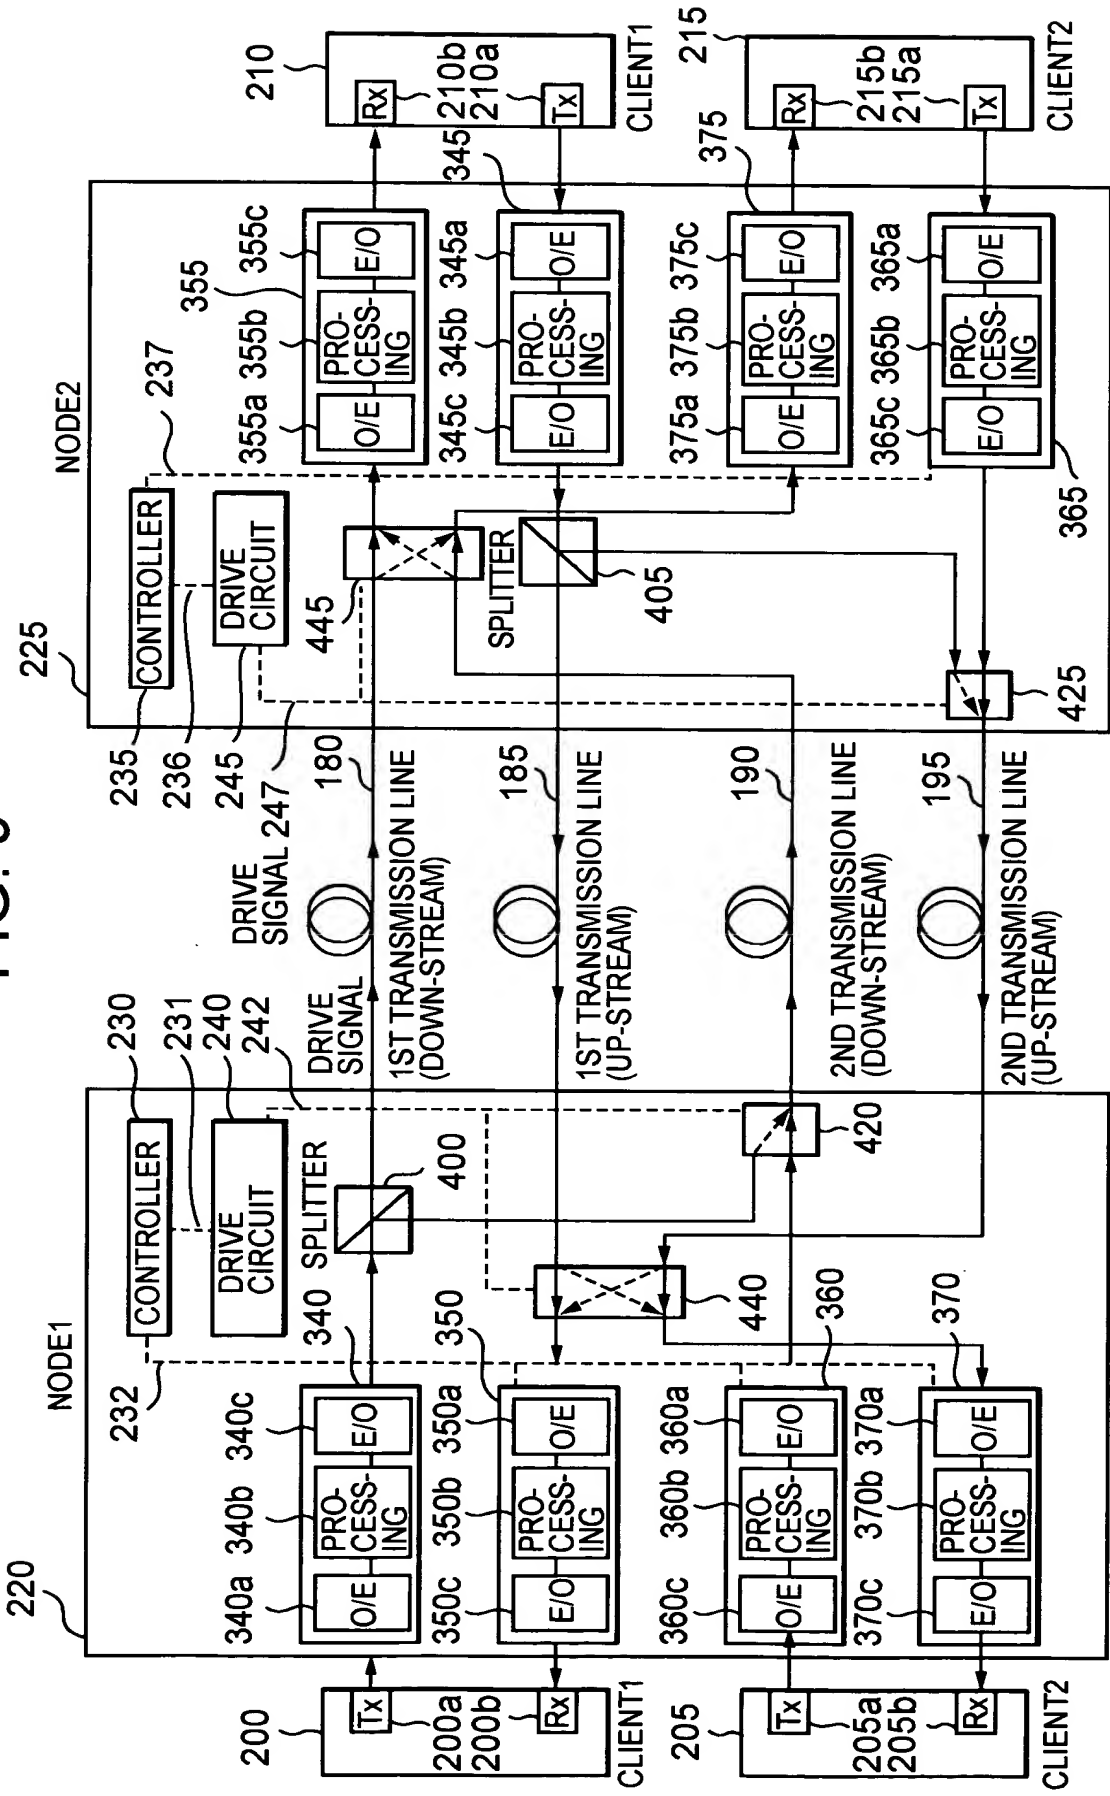 FIG.
220
NODE1
232
CONTROLLER
230
231
DRIVE
CIRCUIT
240
242
DRIVE
SIGNAL
DRIVE
SIGNAL
225
NODE2
235
CONTROLLER
236
245
DRIVE
CIRCUIT
247
237
200
Tx
200a
200b
Rx
CLIENT1
340a
340b
340c
340
O/E
PRO-
CESS-
ING
E/O
SPLITTER
400
180
1ST TRANSMISSION LINE
(DOWN-STREAM)
445
355a
355b
355
355c
O/E
PRO-
CESS-
ING
E/O
210
Rx
210b
210a
Tx
CLIENT1
350c
350b
350a
350
E/O
PRO-
CESS-
ING
O/E
440
185
1ST TRANSMISSION LINE
(UP-STREAM)
SPLITTER
405
345c
345b
345a
345
E/O
PRO-
CESS-
ING
O/E
205
Tx
205a
205b
Rx
CLIENT2
360c
360b
360a
360
O/E
PRO-
CESS-
ING
E/O
420
190
2ND TRANSMISSION LINE
(DOWN-STREAM)
375a
375b
375c
375
O/E
PRO-
CESS-
ING
E/O
215
Rx
215b
215a
Tx
CLIENT2
370c
370b
370a
370
E/O
PRO-
CESS-
ING
O/E
195
2ND TRANSMISSION LINE
(UP-STREAM)
425
365c
365b
365a
365
E/O
PRO-
CESS-
ING
O/E